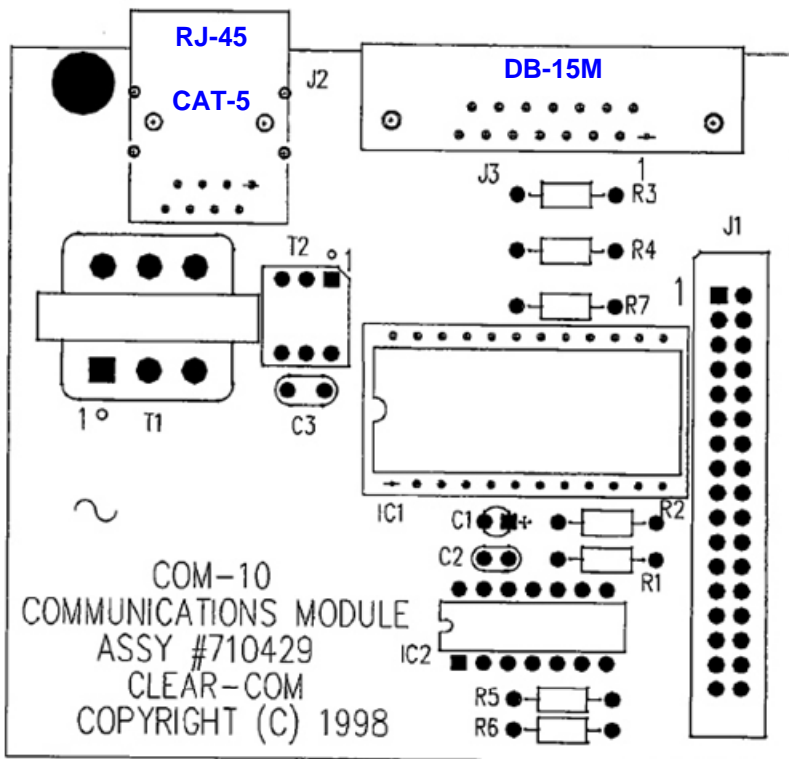 RJ-45
CAT-5
J2
DB-15M
J3
1
R3
R4
R7
J1
1
T2
1
1
T1
C3
IC1
C1
+
R2
C2
R1
IC2
R5
R6
COM-10
COMMUNICATIONS MODULE
ASSY #710429
CLEAR-COM
COPYRIGHT (C) 1998